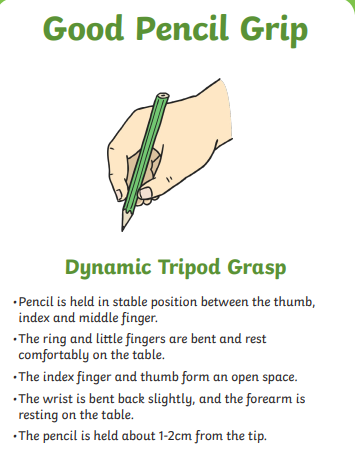 Good Pencil Grip
Dynamic Tripod Grasp
•Pencil is held in stable position between the thumb,
index and middle finger.
•The ring and little fingers are bent and rest
comfortably on the table.
•The index finger and thumb form an open space.
•The wrist is bent back slightly, and the forearm is
resting on the table.
•The pencil is held about 1-2cm from the tip.